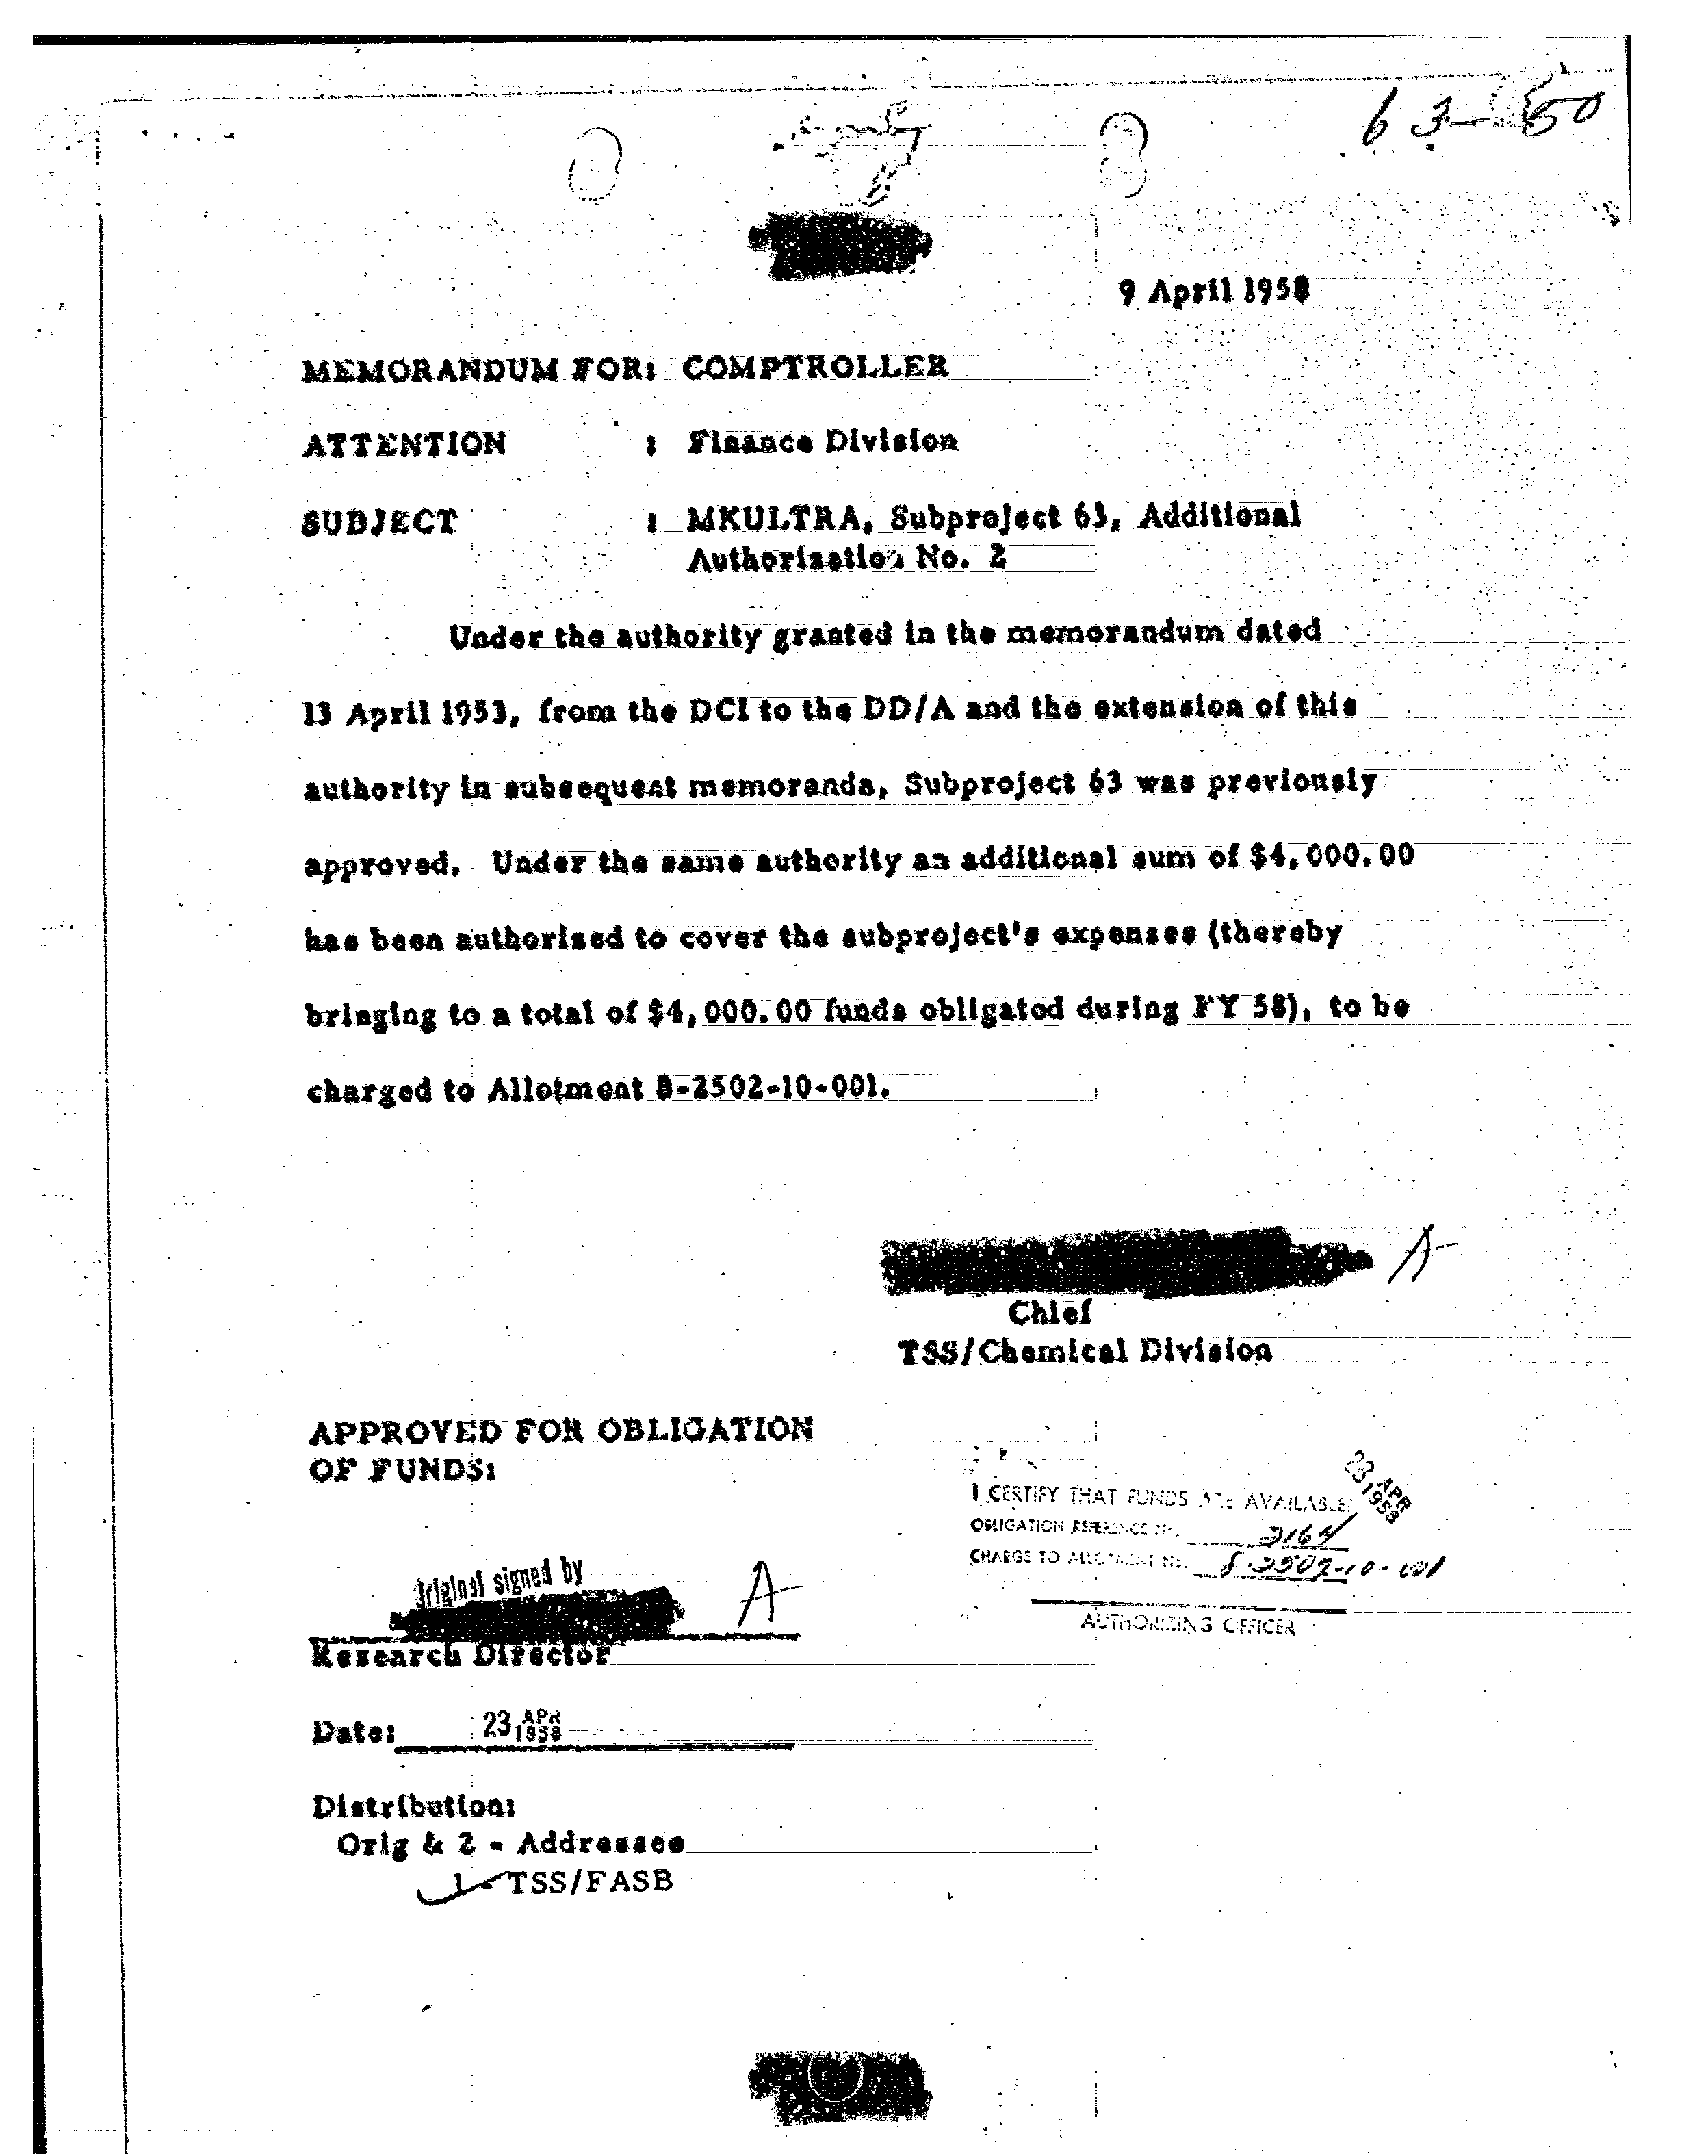 63-
9 April 1958
MEMORANDUM FOR: COMPTROLLER
ATTENTION : Finance Division
SUBJECT : MKULTRA, Subproject 63, Additional
Authorization No. 2
Under the authority granted in the memorandum dated
13 April 1953, from the DCI to the DD/A and the extension of this
authority in subsequent memoranda, Subproject 63 was previously
approved. Under the same authority an additional sum of $4,000.00
has been authorized to cover the subproject's expenses (thereby
bringing to a total of $4,000.00 funds obligated during FY 58), to be
charged to Allotment 8-2502-10-001.
A
Chief
TSS/Chemical Division
APPROVED FOR OBLIGATION
OF FUNDS:
23 APR 1958
I CERTIFY THAT FUNDS ARE AVAILABLE
OBLIGATION REFERENCE NO. 2164
CHARGE TO ALLOTMENT NO. 8-2502-10-001
AUTHORIZING OFFICER
Original signed by
A
Research Director
Date: 23 APR 1958
Distribution:
Orig & 2 - Addressee
1 - TSS/FASB